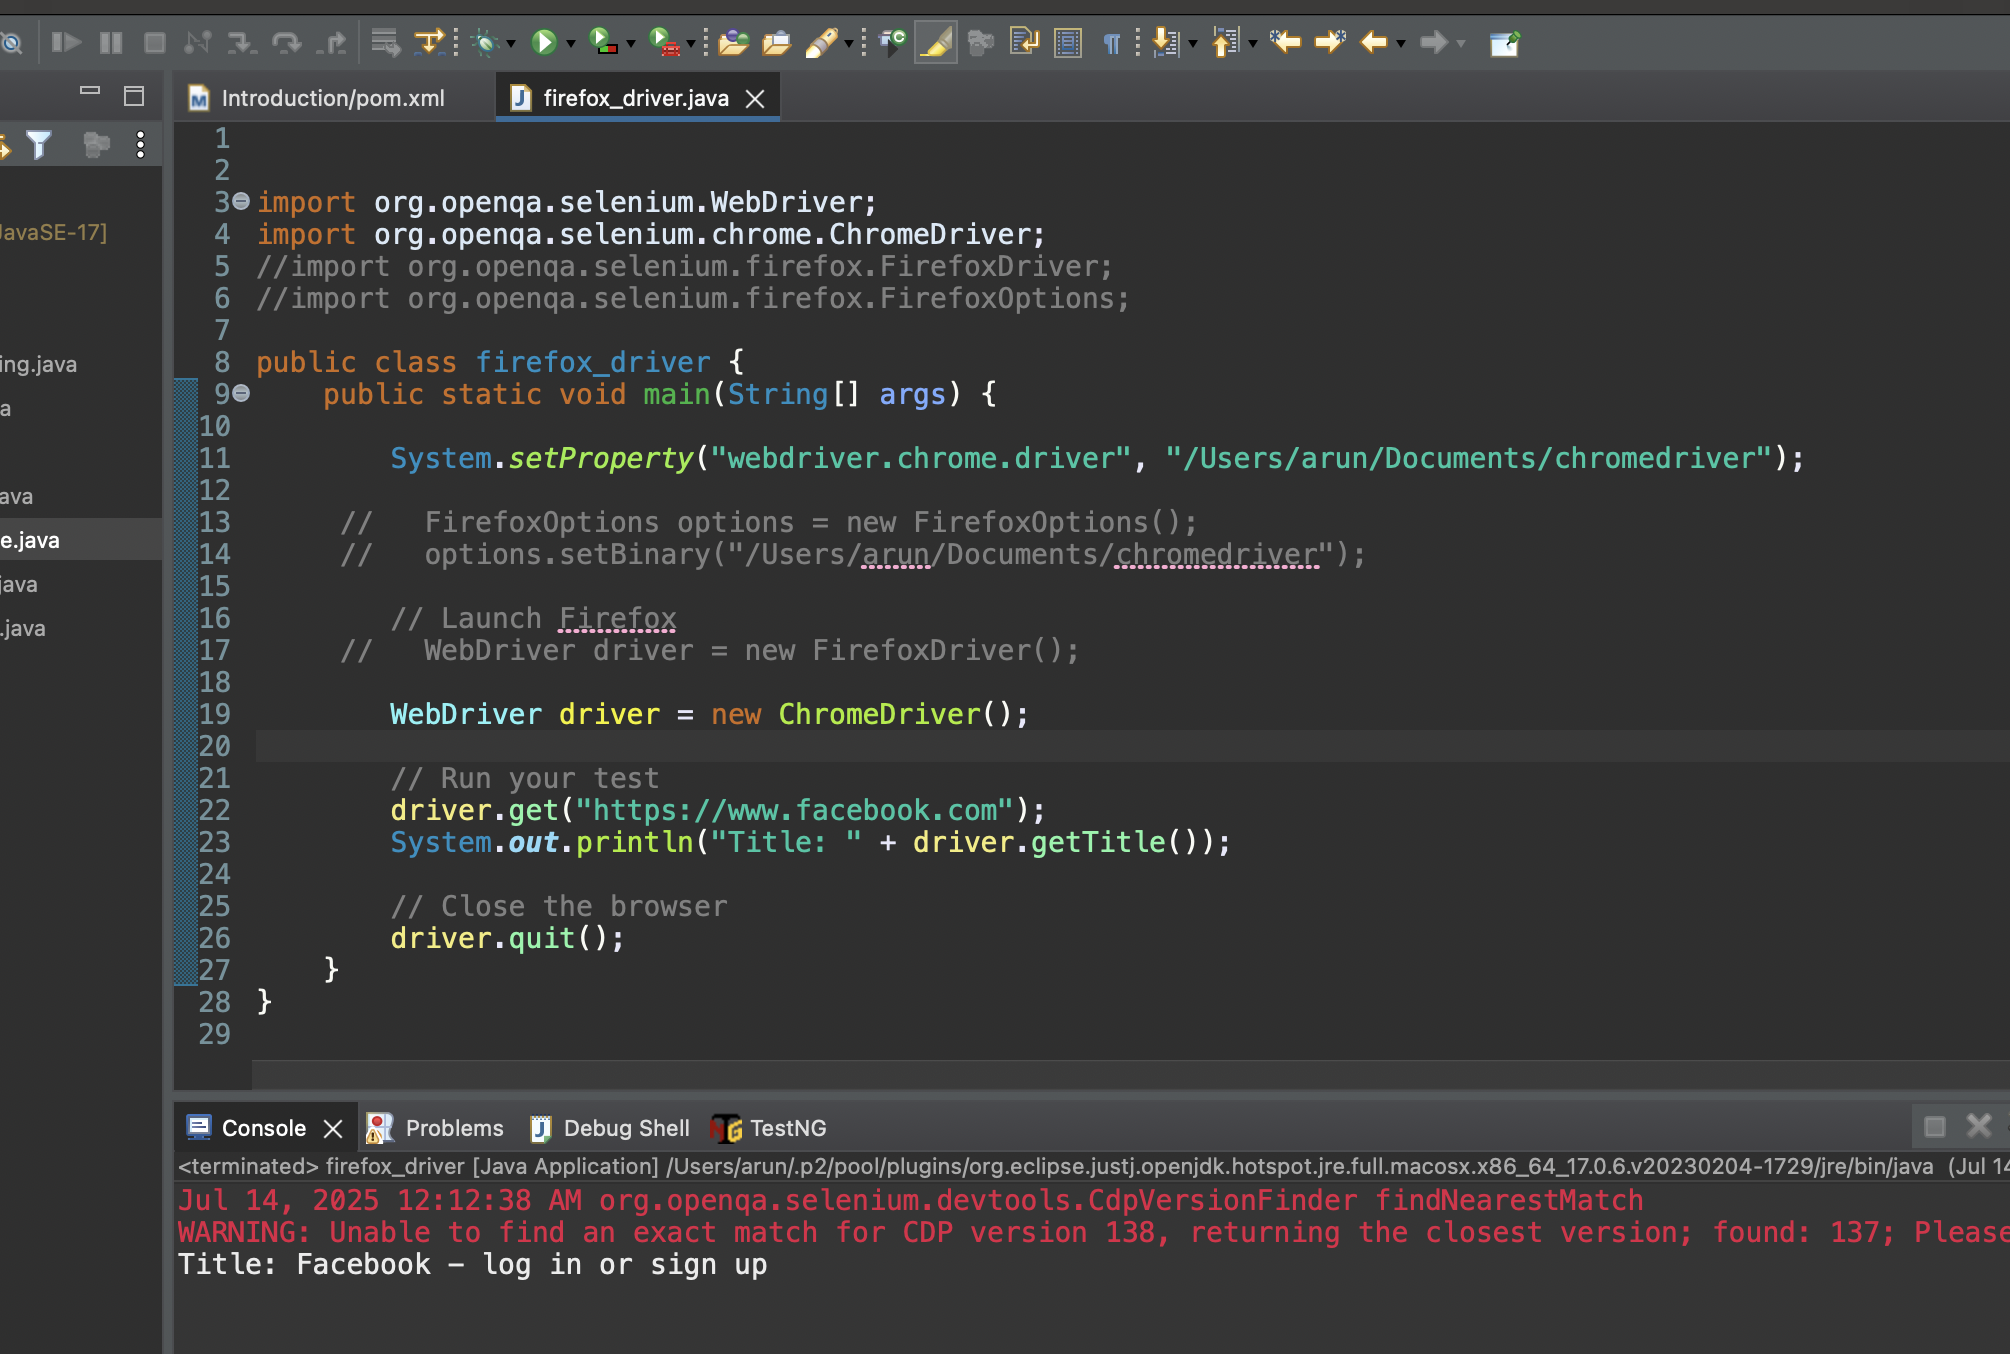 Introduction/pom.xml
firefox_driver.java
JavaSE-17]
ing.java
a
ava
e.java
java
.java
1
2
3 import org.openqa.selenium.WebDriver;
4 import org.openqa.selenium.chrome.ChromeDriver;
5 //import org.openqa.selenium.firefox.FirefoxDriver;
6 //import org.openqa.selenium.firefox.FirefoxOptions;
7
8 public class firefox_driver {
9     public static void main(String[] args) {
10
11         System.setProperty("webdriver.chrome.driver", "/Users/arun/Documents/chromedriver");
12
13      //   FirefoxOptions options = new FirefoxOptions();
14      //   options.setBinary("/Users/arun/Documents/chromedriver");
15
16         // Launch Firefox
17      //   WebDriver driver = new FirefoxDriver();
18
19         WebDriver driver = new ChromeDriver();
20
21         // Run your test
22         driver.get("https://www.facebook.com");
23         System.out.println("Title: " + driver.getTitle());
24
25         // Close the browser
26         driver.quit();
27     }
28 }
29
Console Problems Debug Shell TestNG
<terminated> firefox_driver [Java Application] /Users/arun/.p2/pool/plugins/org.eclipse.justj.openjdk.hotspot.jre.full.macosx.x86_64_17.0.6.v20230204-1729/jre/bin/java (Jul 14
Jul 14, 2025 12:12:38 AM org.openqa.selenium.devtools.CdpVersionFinder findNearestMatch
WARNING: Unable to find an exact match for CDP version 138, returning the closest version; found: 137; Please
Title: Facebook – log in or sign up